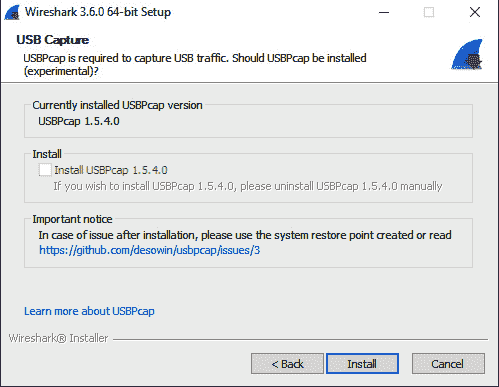 Wireshark 3.6.0 64-bit Setup
USB Capture
USBPcap is required to capture USB traffic. Should USBPcap be installed
(experimental)?
Currently installed USBPcap version
USBPcap 1.5.4.0
Install
Install USBPcap 1.5.4.0
If you wish to install USBPcap 1.5.4.0, please uninstall USBPcap 1.5.4.0 manually
Important notice
In case of issue after installation, please use the system restore point created or read
https://github.com/desowin/usbpcap/issues/3
Learn more about USBPcap
Wireshark® Installer
< Back
Install
Cancel